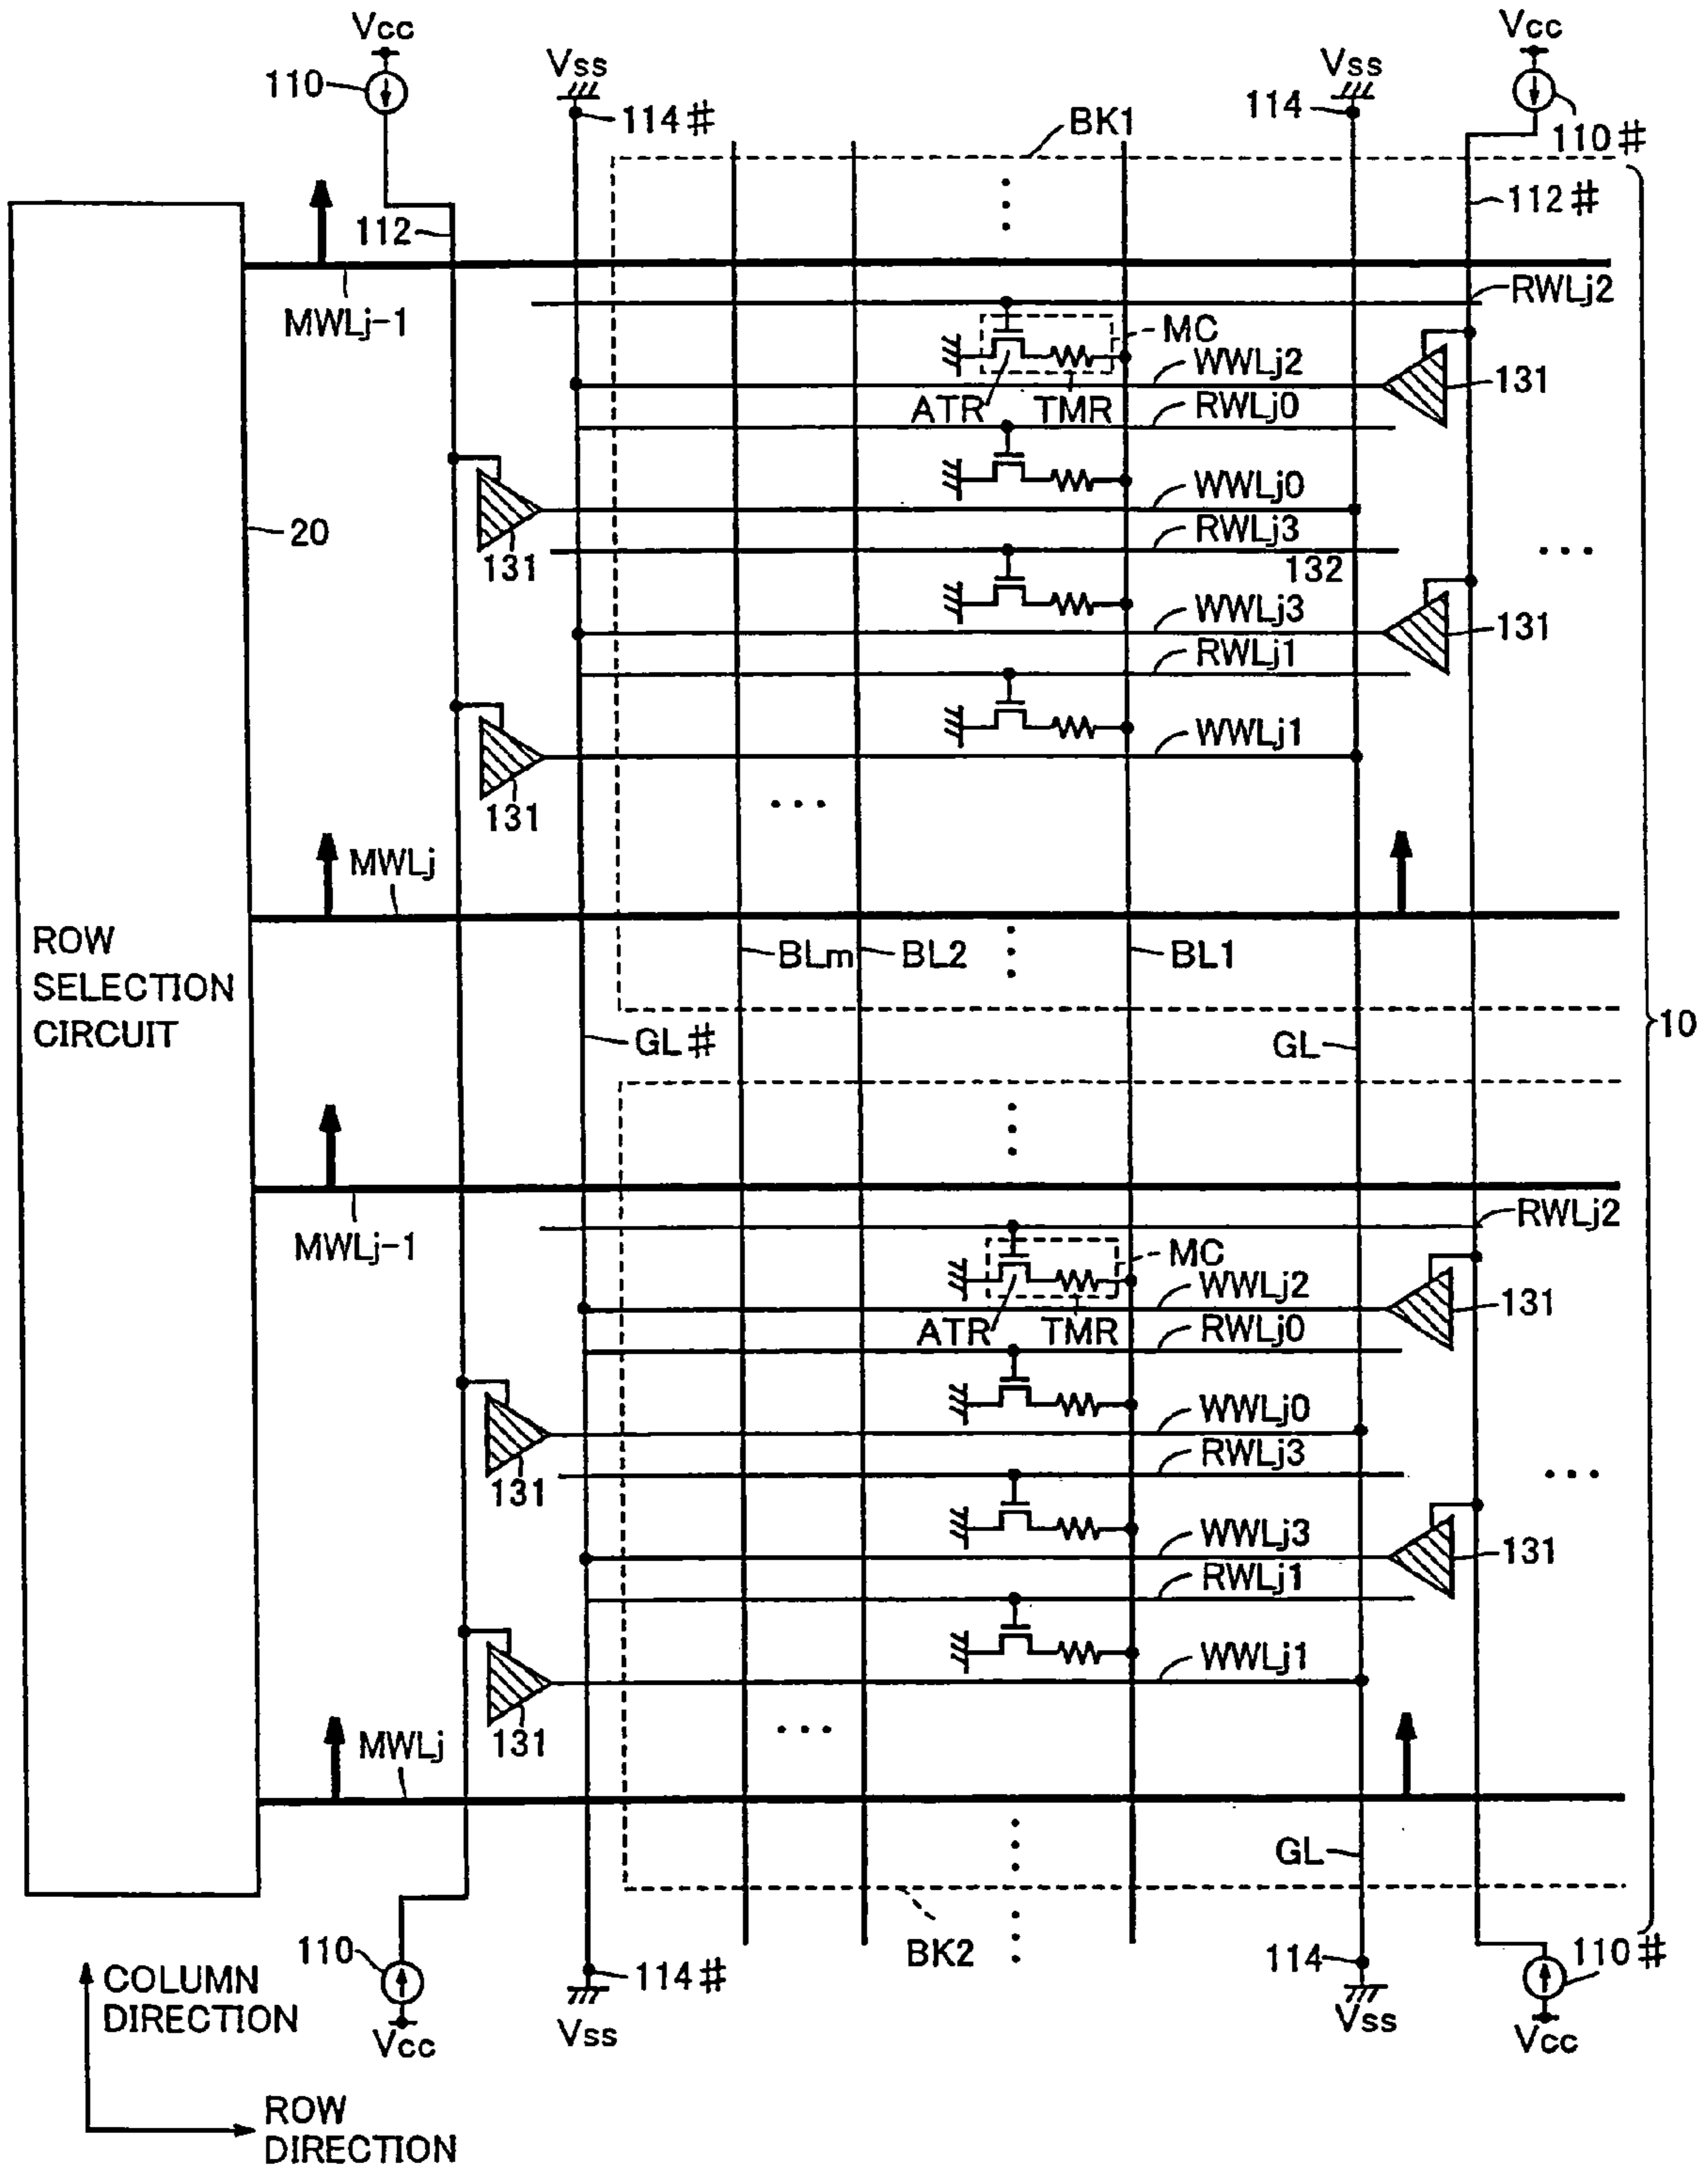 Vcc
Vcc
110
Vss
Vss
114#
114
110#
BK1
112
112#
MWLj-1
RWLj2
MC
WWLj2
131
ATR
TMR
RWLj0
WWLj0
20
131
RWLj3
132
WWLj3
131
RWLj1
WWLj1
131
MWLj
ROW
SELECTION
CIRCUIT
BLm
BL2
BL1
GL#
GL
10
MWLj-1
RWLj2
MC
WWLj2
131
ATR
TMR
RWLj0
WWLj0
131
RWLj3
WWLj3
131
RWLj1
WWLj1
131
MWLj
GL
110
BK2
114#
114
110#
Vcc
Vss
Vss
Vcc
COLUMN
DIRECTION
ROW
DIRECTION